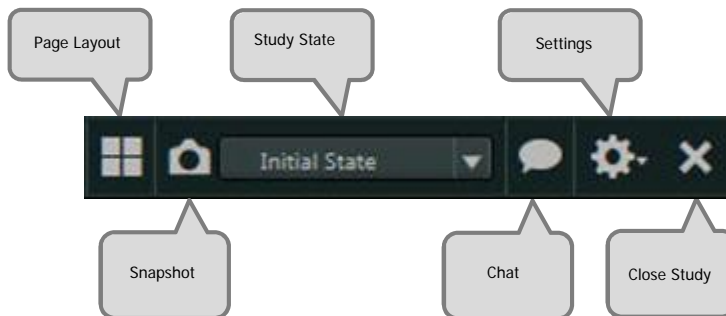 Page Layout
Study State
Settings
Initial State
Snapshot
Chat
Close Study